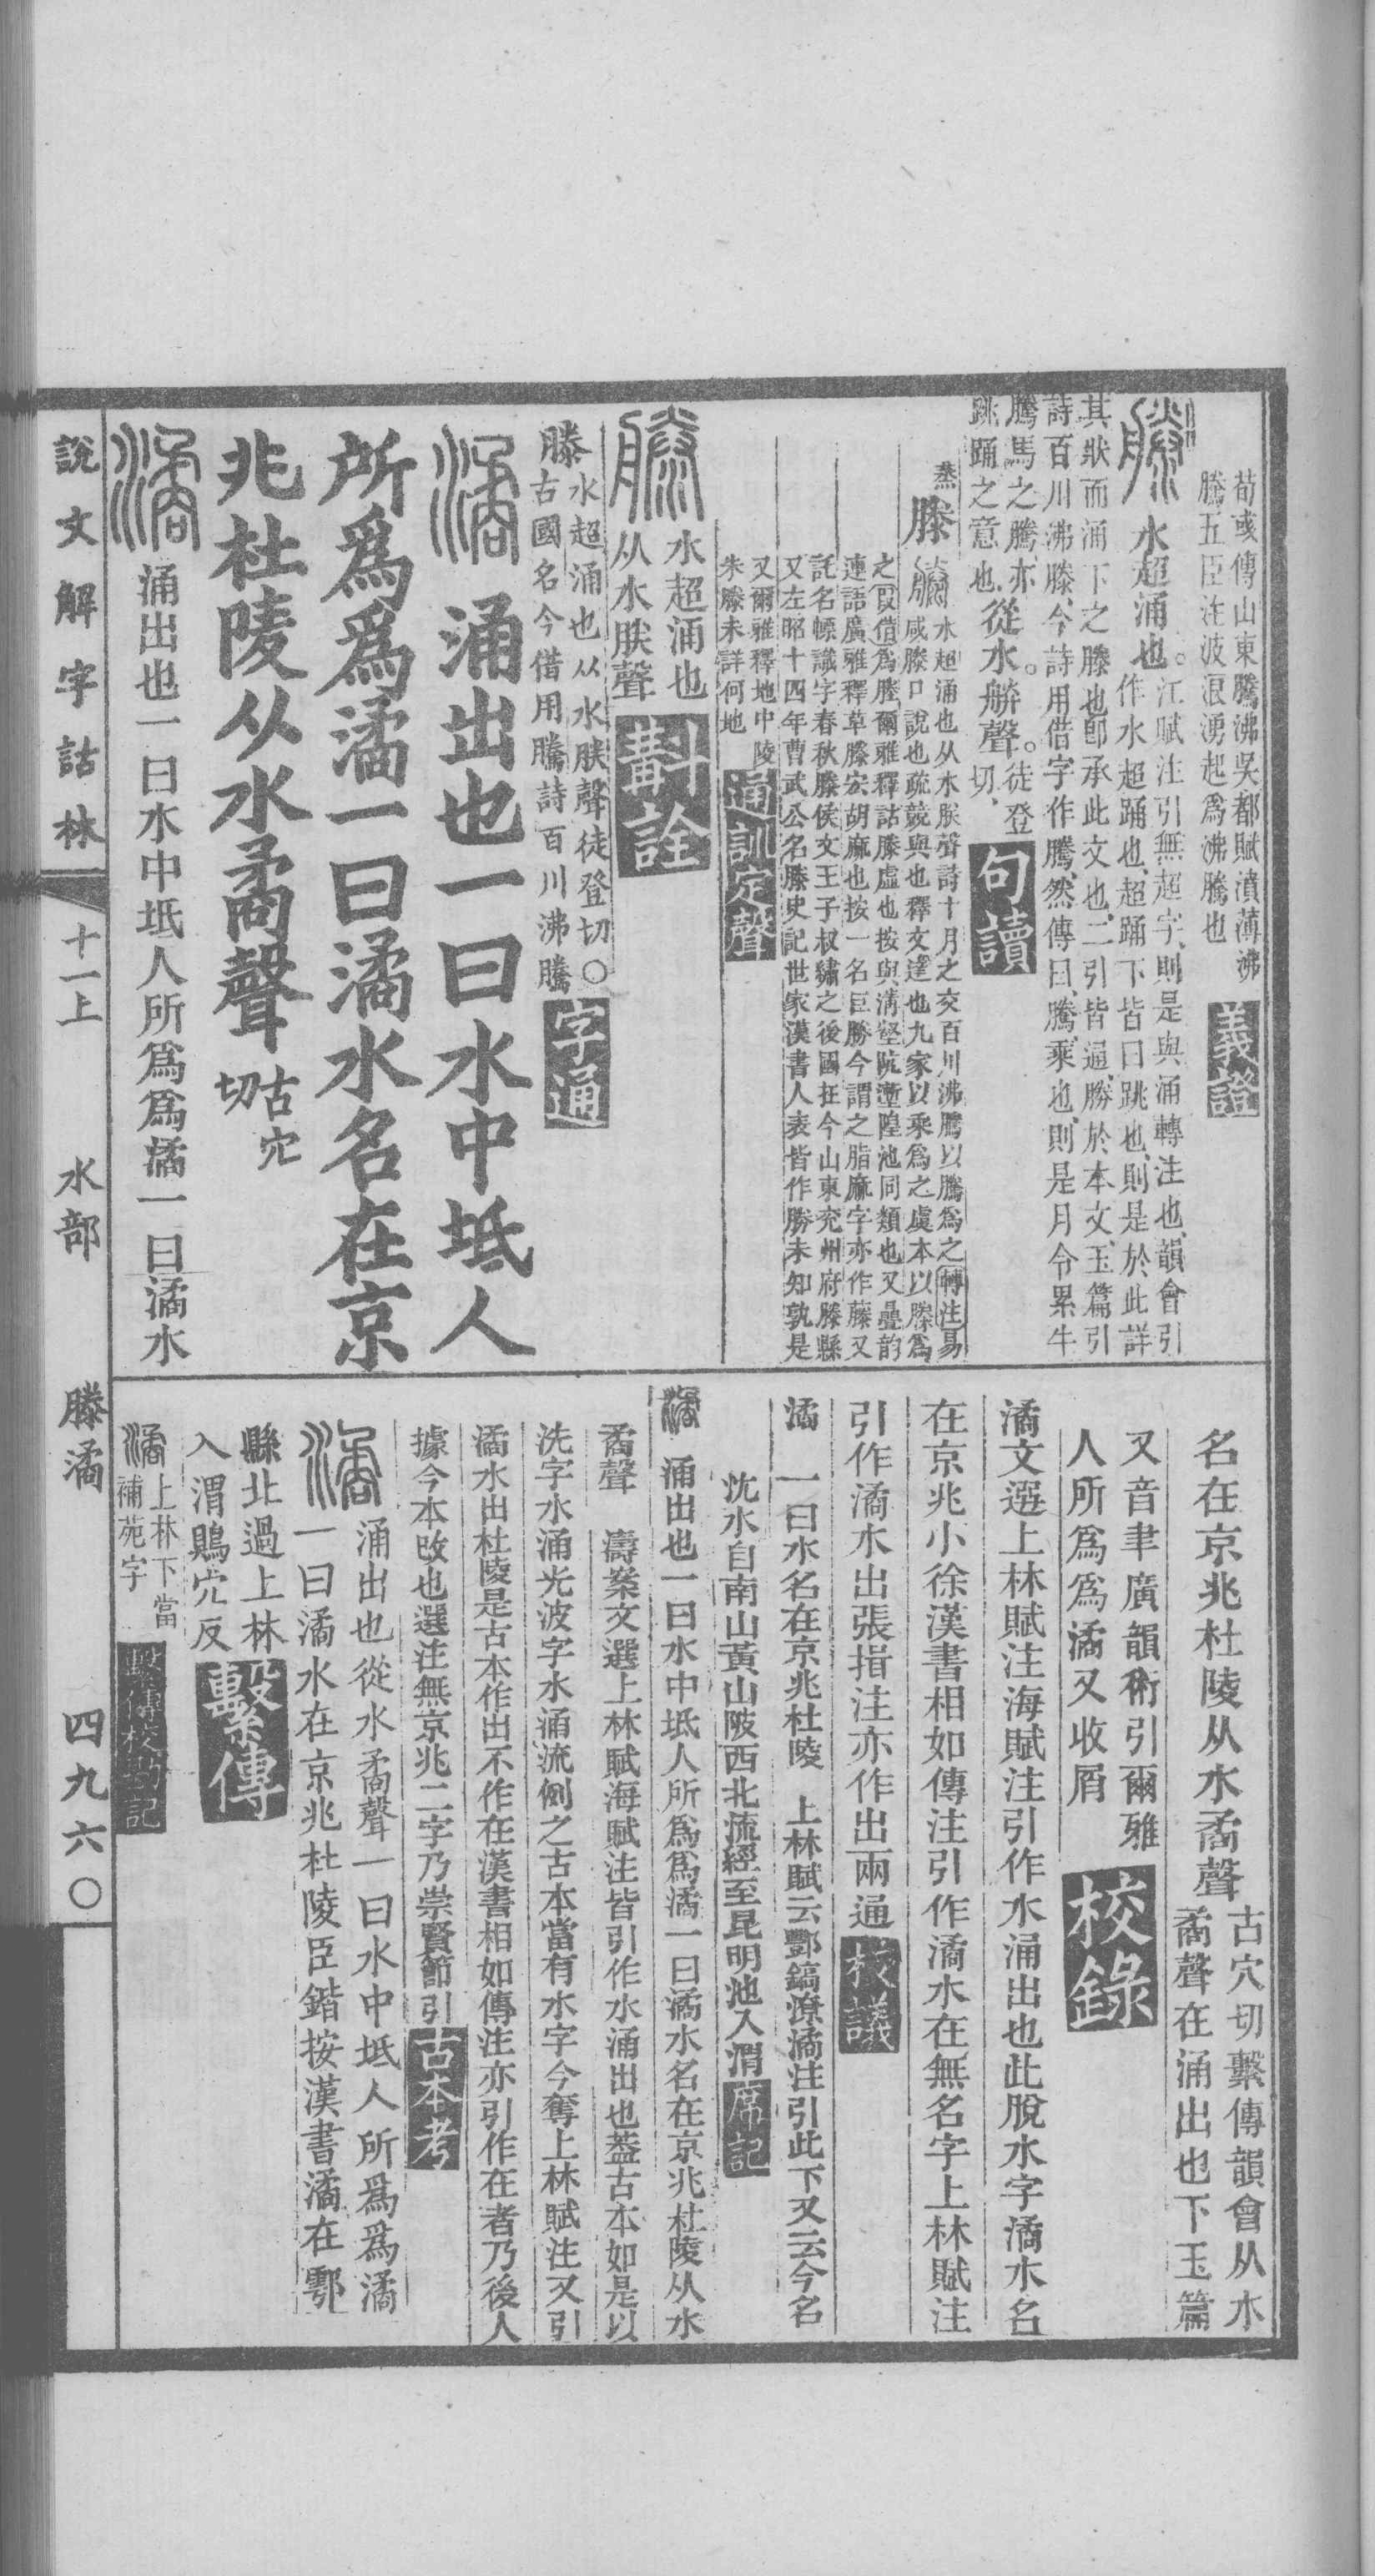 荀彧傳山東騰沸吳都賦濆薄沸
騰五臣注波浪湧起爲沸騰也
義證
滕 水超涌也。江賦注引無超字、則是與涌轉注也、韻會引
作水超踊也、超踊下皆曰跳也、則是於此詳
其狀而涌下之滕也卽承此文也、二引皆逼、勝於本文、玉篇引
詩百川沸滕、今詩用借字作騰、然傳曰、騰、乘也、則是月令累牛
騰馬之騰、亦
跳踊之意也 從水𦩎聲。徒登
切、
句讀
蒸
滕 水超涌也从水朕聲詩十月之交百川沸騰以騰爲之轉注易
咸滕口說也疏競與也釋文達也九家以乘爲之虞本以滕爲
之叚借爲塍爾雅釋詁滕虛也按與溝壑阬壍隍池同類也又疊韵
連語廣雅釋草滕宏胡麻也按一名巨勝今謂之脂麻字亦作藤又
託名幖識字春秋滕侯文王子叔繡之後國在今山東兖州府滕縣
又左昭十四年曹武公名滕史記世家漢書人表皆作勝未知孰是
又爾雅釋地中陵
朱滕未詳何地
通訓定聲
水超涌也
从水朕聲
斠詮
滕水超涌也从水朕聲徒登切○
滕古國名今借用騰詩百川沸騰
字通
潏 涌出也一曰水中坻人
所爲爲潏一曰潏水名在京
兆杜陵从水矞聲 古穴
切
潏 涌出也一曰水中坻人所爲爲潏一曰潏水
名在京兆杜陵从水矞聲 古穴切繫傳韻會从水
矞聲在涌出也下玉篇
又音聿廣韻術引爾雅
人所爲爲潏又收屑
校錄
潏文選上林賦注海賦注引作水涌出也此脫水字潏水名
在京兆小徐漢書相如傳注引作潏水在無名字上林賦注
引作潏水出張揖注亦作出兩通
校議
潏 一曰水名在京兆杜陵 上林賦云酆鎬潦潏注引此下又云今名
沈水自南山黃山陂西北流經至昆明池入渭
席記
潏 涌出也一曰水中坻人所爲爲潏一曰潏水名在京兆杜陵从水
矞聲 濤案文選上林賦海賦注皆引作水涌出也葢古本如是以
洸字水涌光波字水涌流例之古本當有水字今奪上林賦注又引
潏水出杜陵是古本作出不作在漢書相如傳注亦引作在者乃後人
據今本改也選注無京兆二字乃崇賢節引
古本考
潏 涌出也從水矞聲一曰水中坻人所爲爲潏
一曰潏水在京兆杜陵臣鍇按漢書潏在鄠
縣北過上林
入渭鴂穴反
繫傳
潏 上林下當
補苑字
繫傳校勘記
說文解字詁林 十一上 水部 滕潏 四九六〇